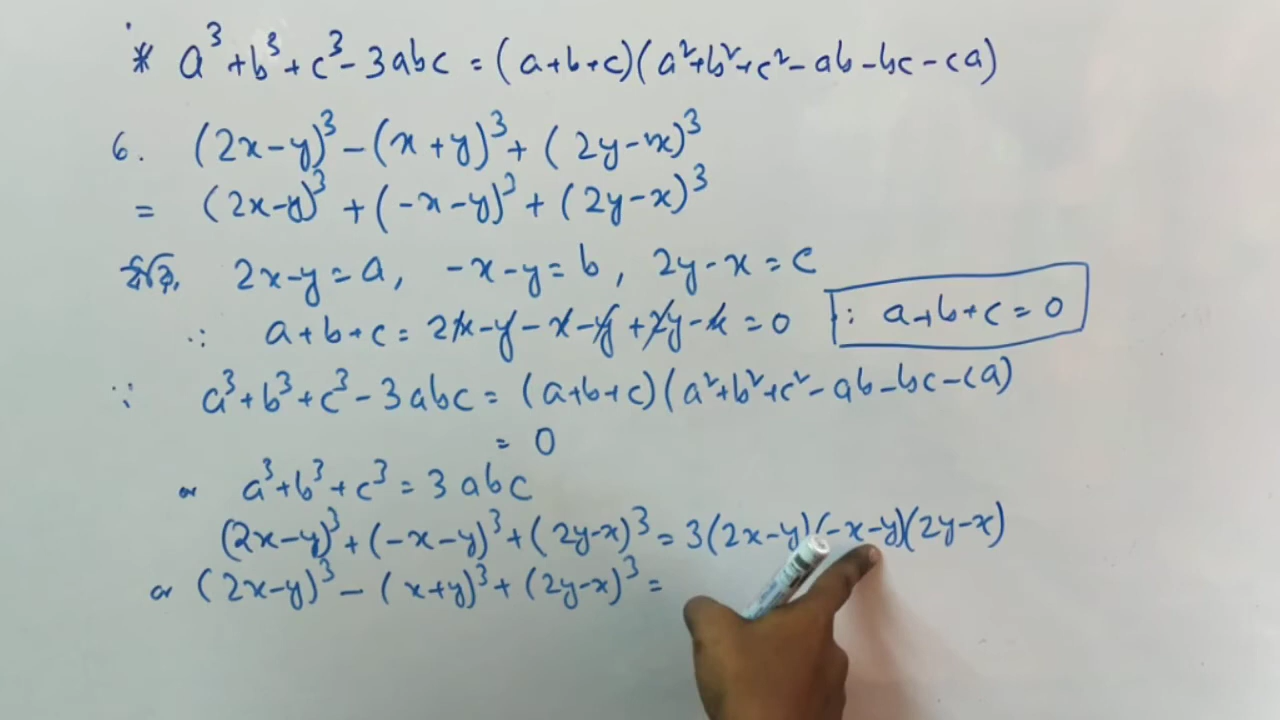 * a³+b³+c³-3abc = (a+b+c)(a²+b²+c²-ab-bc-ca)
6. (2x-y)³-(x+y)³+(2y-x)³
= (2x-y)³+(-x-y)³+(2y-x)³
ধরি, 2x-y=a, -x-y=b, 2y-x=c
∴ a+b+c = 2x-y-x-y+2y-x = 0 ∴ a+b+c=0
∵ a³+b³+c³-3abc = (a+b+c)(a²+b²+c²-ab-bc-ca)
= 0
or a³+b³+c³ = 3abc
(2x-y)³+(-x-y)³+(2y-x)³ = 3(2x-y)(-x-y)(2y-x)
or (2x-y)³-(x+y)³+(2y-x)³ =